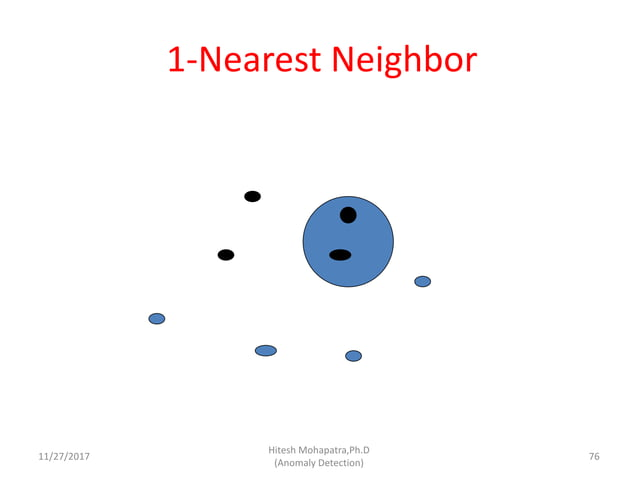 1-Nearest Neighbor
11/27/2017
Hitesh Mohapatra,Ph.D
(Anomaly Detection)
76